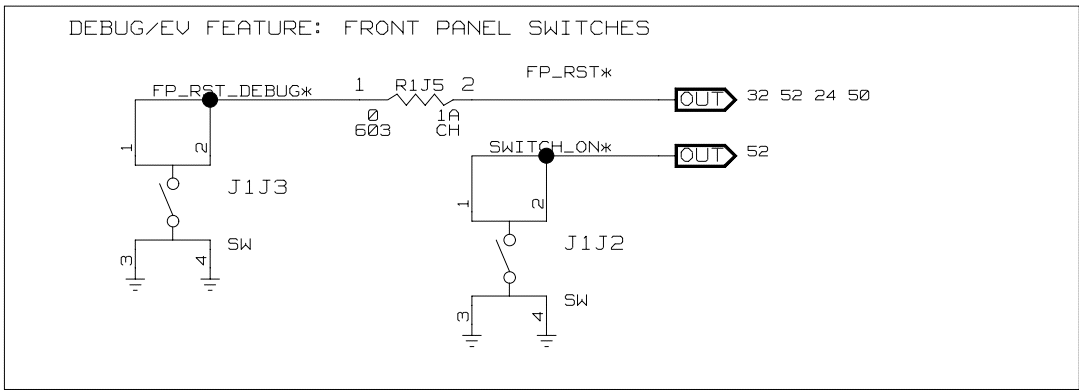 DEBUG/EV FEATURE: FRONT PANEL SWITCHES
FP_RST_DEBUG*
1 R1J5 2
FP_RST*
OUT 32 52 24 50
0 1A
603 CH
SWITCH_ON*
OUT 52
1 2
J1J3
1 2
SW
J1J2
3 4
SW
3 4